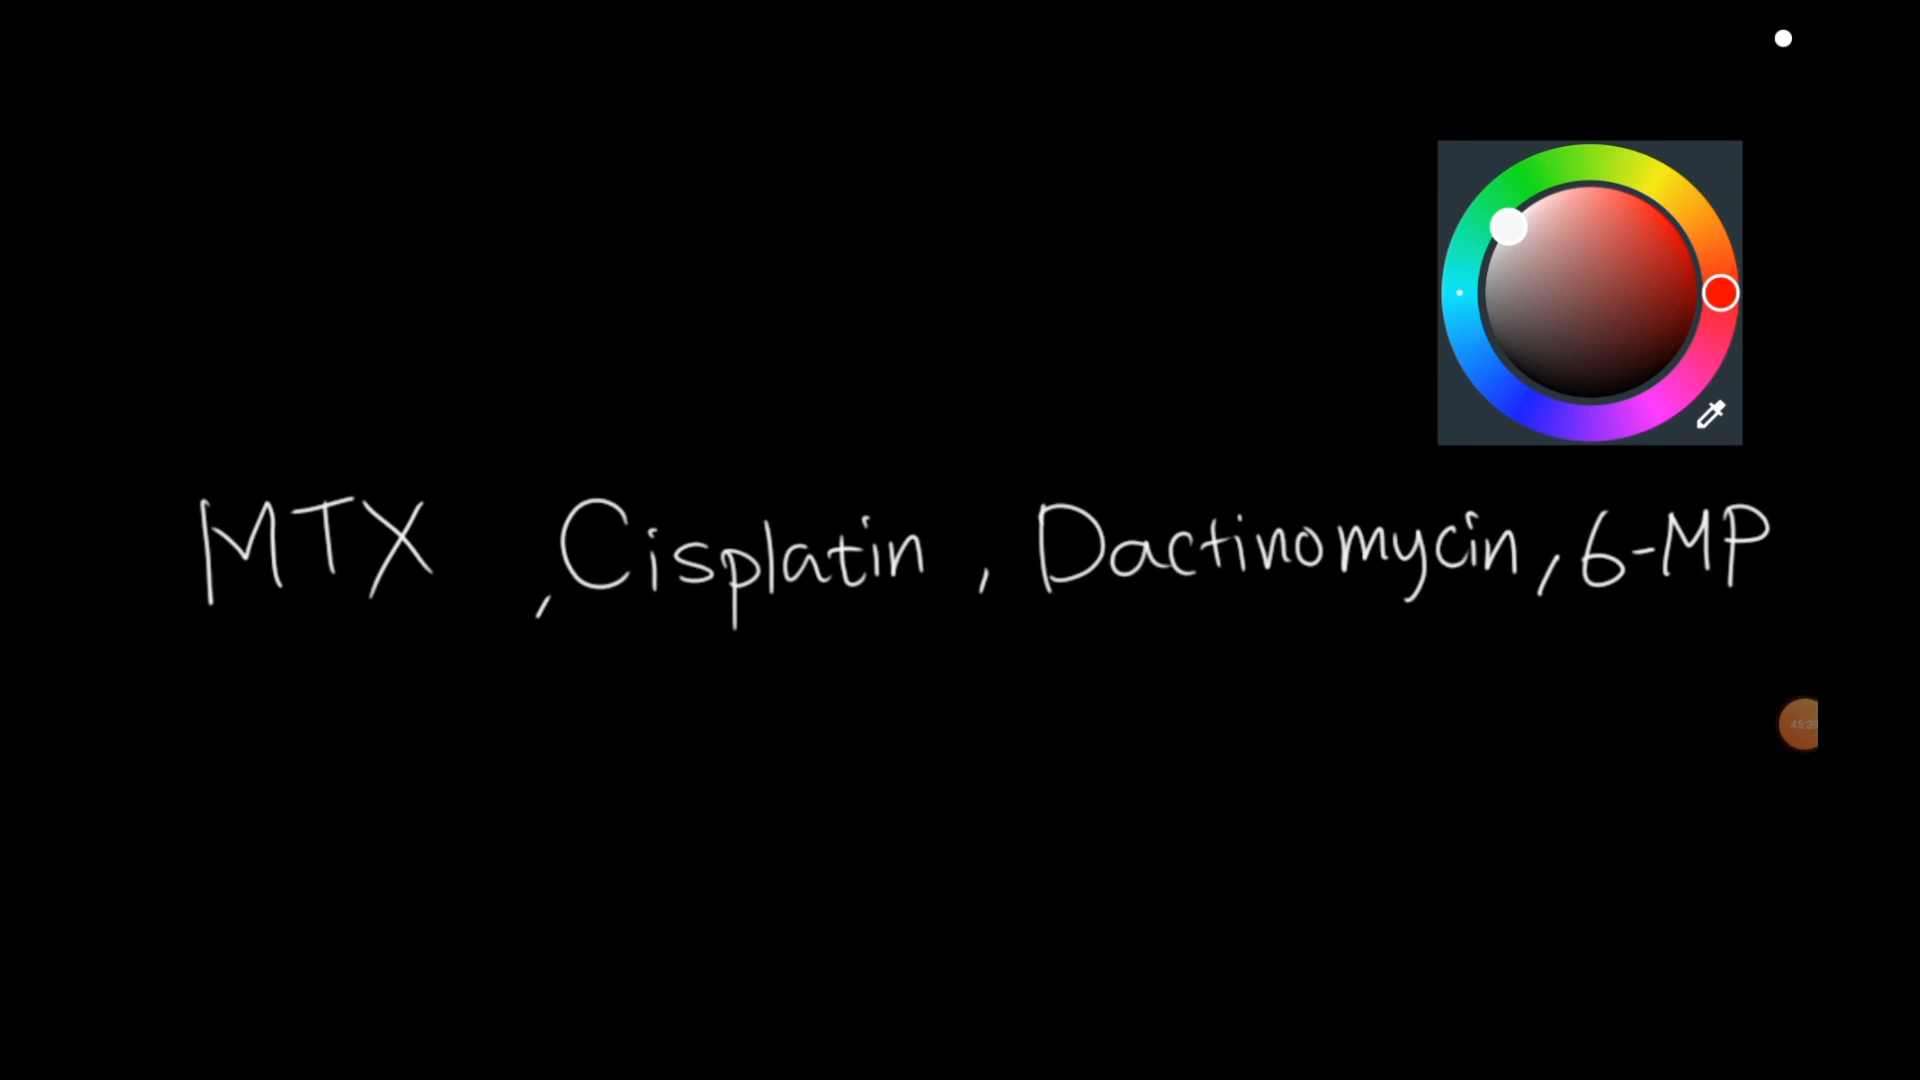 MTX , Cisplatin , Dactinomycin, 6-MP